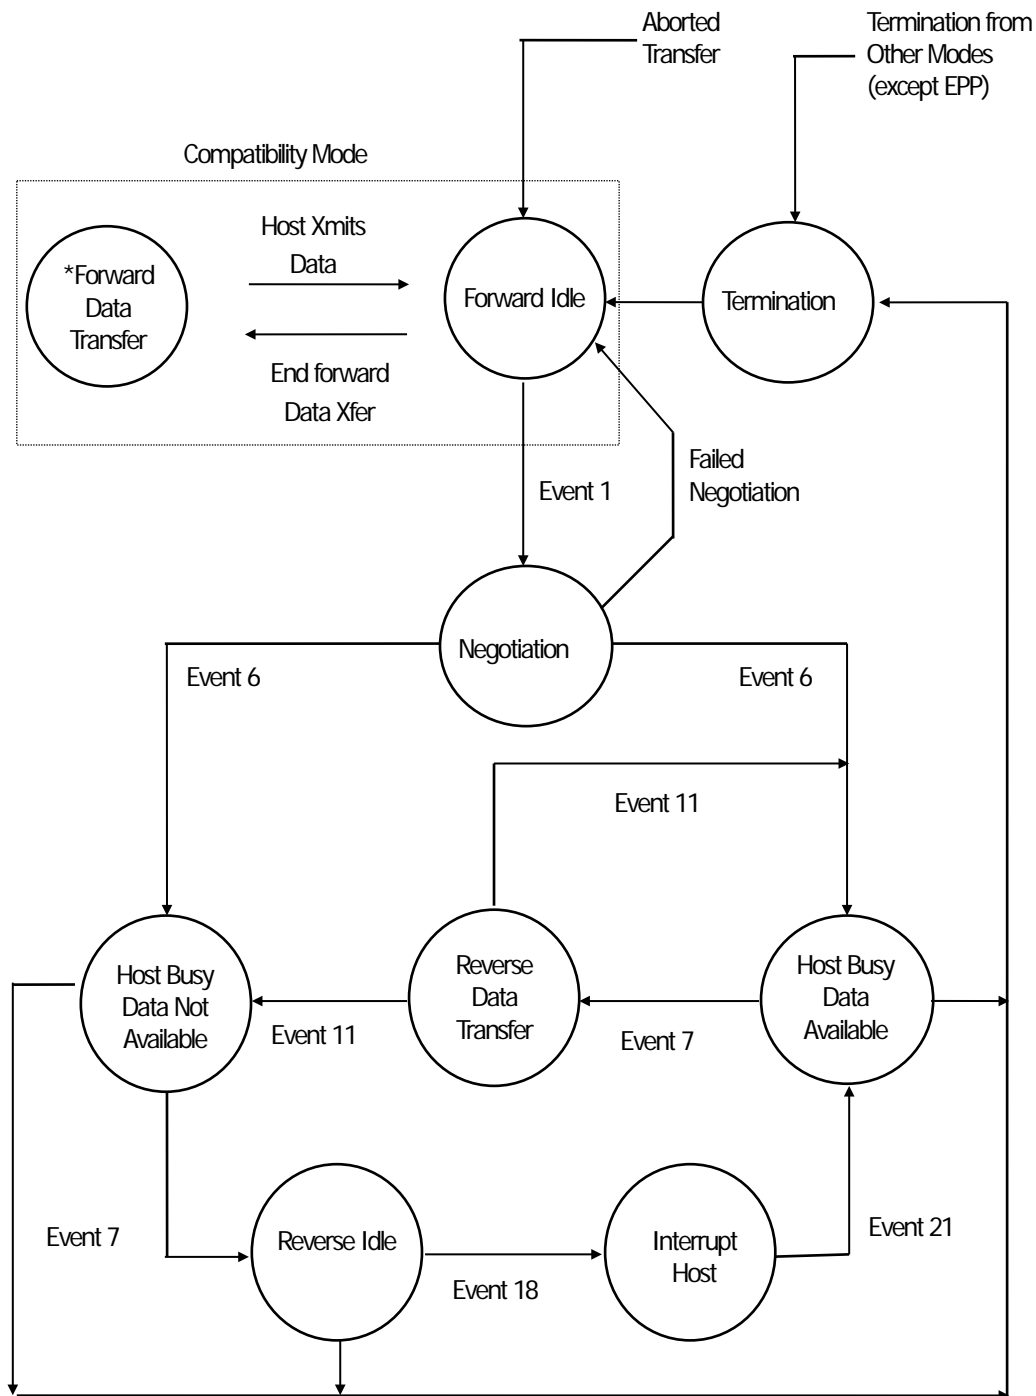 Aborted
Transfer
Termination from
Other Modes
(except EPP)
Compatibility Mode
Host Xmits
Data
*Forward
Data
Transfer
Forward Idle
Termination
End forward
Data Xfer
Failed
Negotiation
Event 1
Negotiation
Event 6
Event 6
Event 11
Host Busy
Data Not
Available
Reverse
Data
Transfer
Host Busy
Data
Available
Event 11
Event 7
Event 7
Reverse Idle
Interrupt
Host
Event 21
Event 18